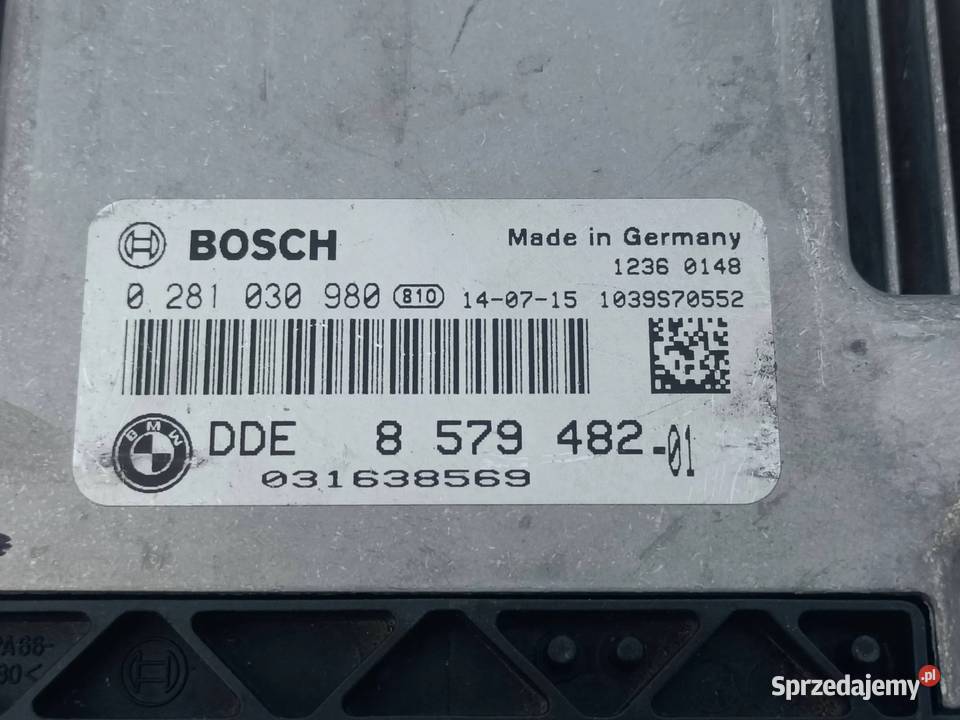 BOSCH
Made in Germany
1236 0148
0 281 030 980 810 14-07-15 1039S70552
BMW
DDE 8 579 482-01
031638569
Sprzedajemy.pl